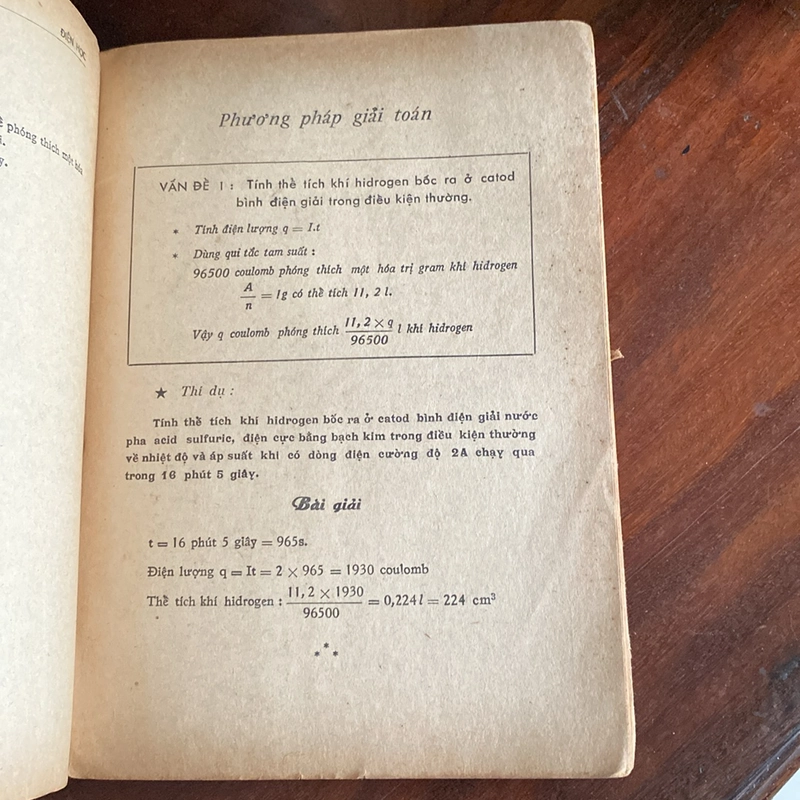 ĐIỆN HỌC
phóng thích một hóa
Phương pháp giải toán
VẤN ĐỀ 1 : Tính thể tích khí hidrogen bốc ra ở catod
bình điện giải trong điều kiện thường.
* Tính điện lượng q = I.t
* Dùng qui tắc tam suất :
96500 coulomb phóng thích một hóa trị gram khí hidrogen
A/n = 1g có thể tích 11, 2 l.
Vậy q coulomb phóng thích 11,2 × q / 96500 l khí hidrogen
★ Thí dụ :
Tính thể tích khí hidrogen bốc ra ở catod bình điện giải nước
pha acid sulfuric, điện cực bằng bạch kim trong điều kiện thường
về nhiệt độ và áp suất khi có dòng điện cường độ 2A chạy qua
trong 16 phút 5 giây.
Bài giải
t = 16 phút 5 giây = 965s.
Điện lượng q = It = 2 × 965 = 1930 coulomb
Thể tích khí hidrogen : 11,2 × 1930 / 96500 = 0,224 l = 224 cm³
* * *